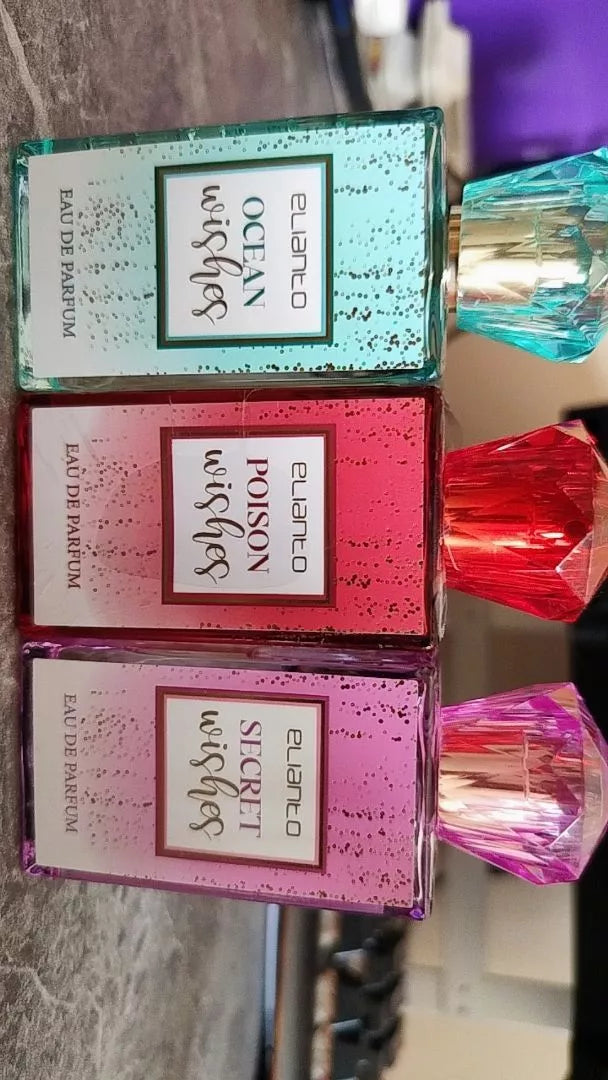 elianto
OCEAN
wishes
EAU DE PARFUM
elianto
POISON
wishes
EAU DE PARFUM
elianto
SECRET
wishes
EAU DE PARFUM